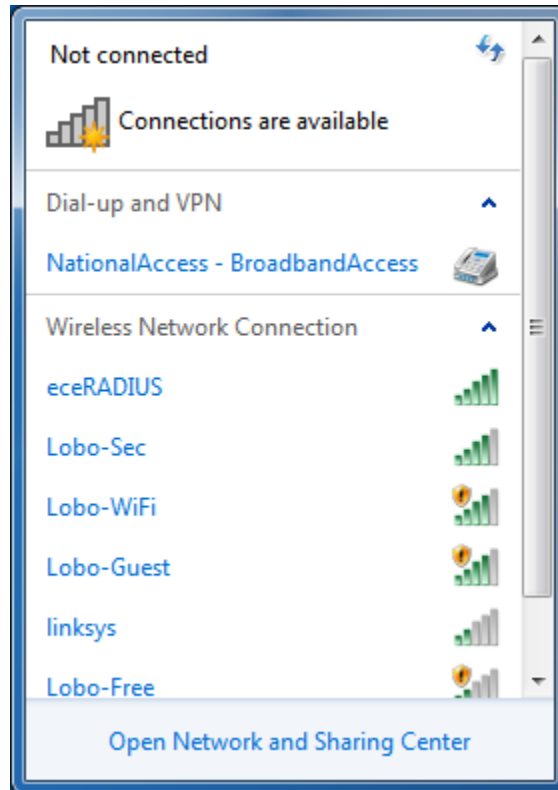 Not connected
Connections are available
Dial-up and VPN
NationalAccess - BroadbandAccess
Wireless Network Connection
eceRADIUS
Lobo-Sec
Lobo-WiFi
Lobo-Guest
linksys
Lobo-Free
Open Network and Sharing Center